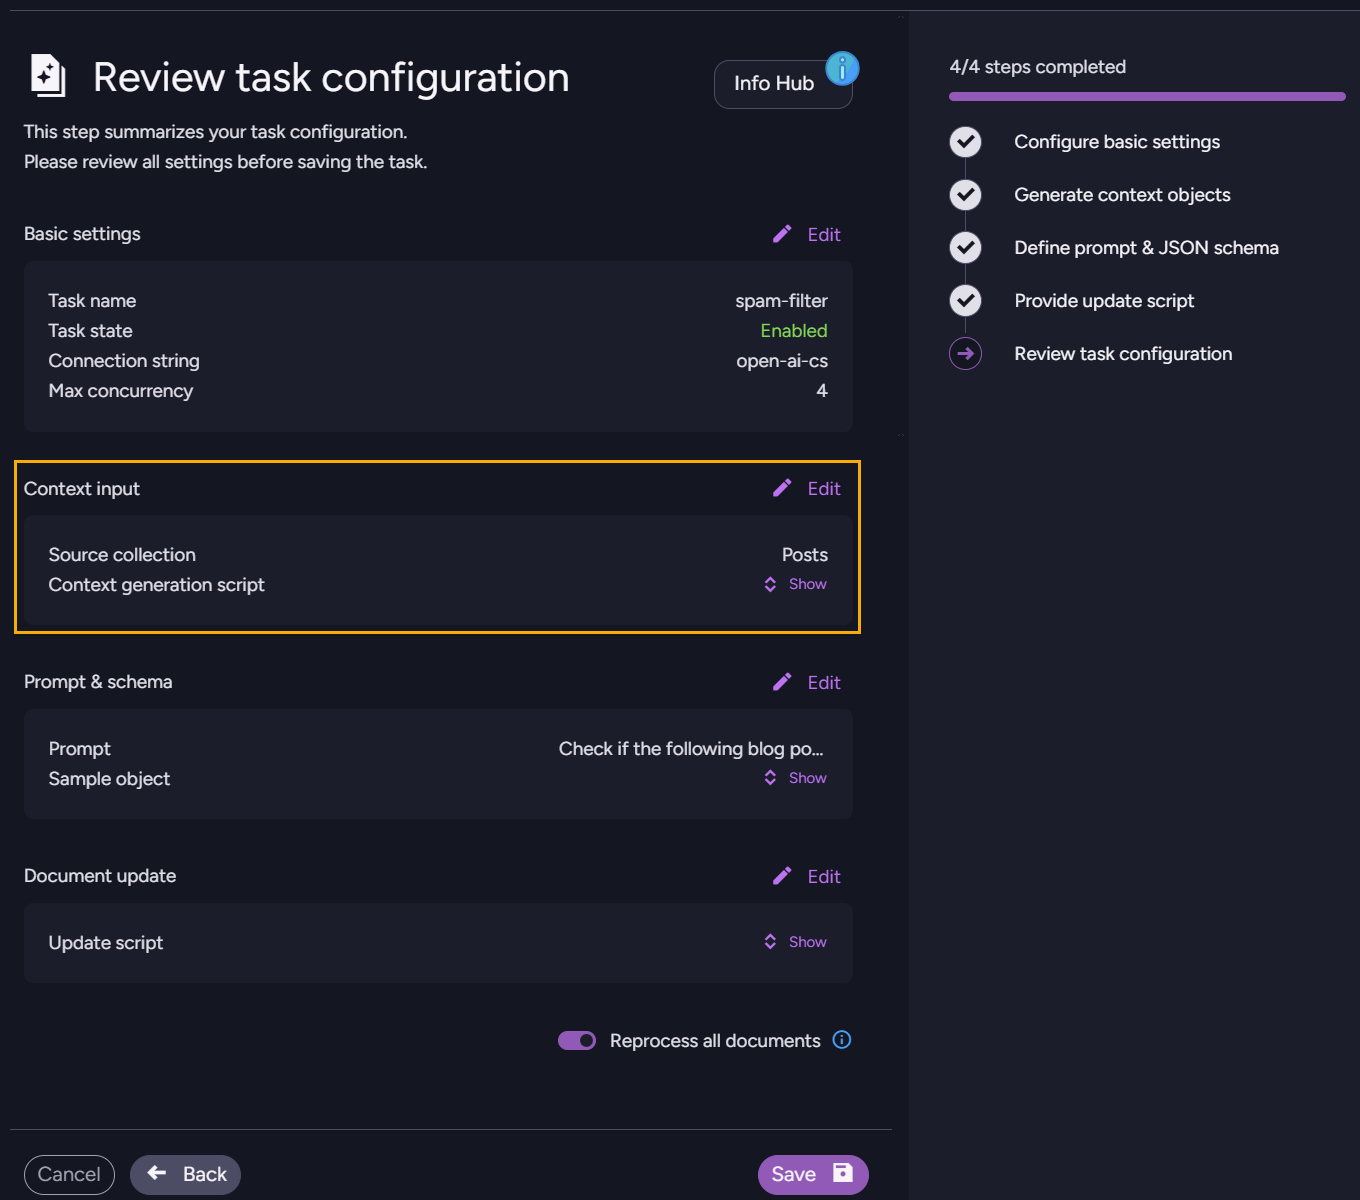 Review task configuration
Info Hub
This step summarizes your task configuration.
Please review all settings before saving the task.
Basic settings
Edit
Task name spam-filter
Task state Enabled
Connection string open-ai-cs
Max concurrency 4
Context input
Edit
Source collection Posts
Context generation script Show
Prompt & schema
Edit
Prompt Check if the following blog po...
Sample object Show
Document update
Edit
Update script Show
Reprocess all documents
Cancel
Back
Save
4/4 steps completed
Configure basic settings
Generate context objects
Define prompt & JSON schema
Provide update script
Review task configuration